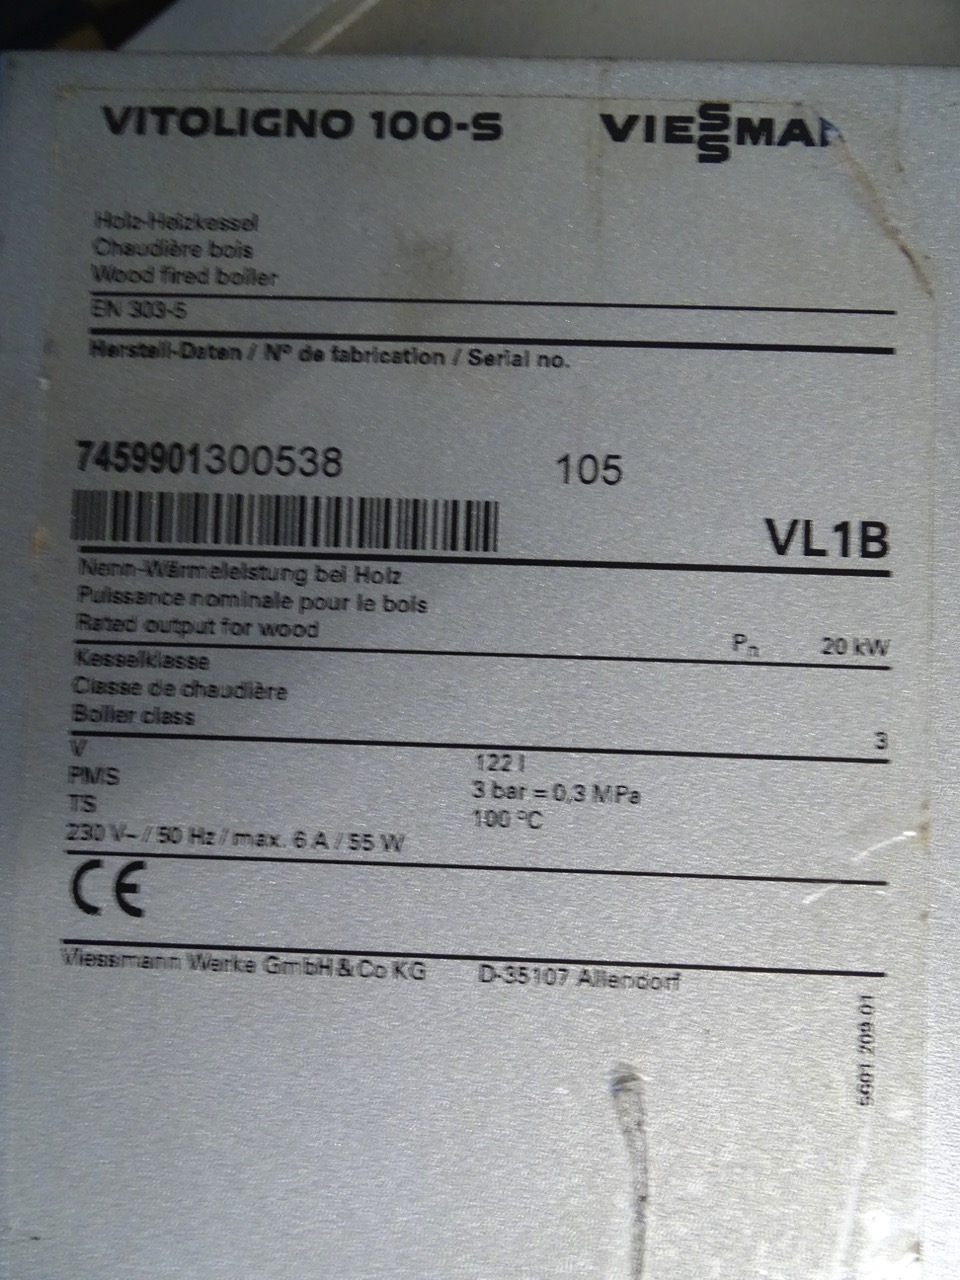 VITOLIGNO 100-S VIESSMA
Holz-Heizkessel
Chaudière bois
Wood fired boiler
EN 303-5
Herstell-Daten / Nº de fabrication / Serial no.
7459901300538 105
VL1B
Nenn-Wärmeleistung bei Holz
Puissance nominale pour le bois
Rated output for wood
Pn 20 kW
Kesselklasse
Classe de chaudière
Boiler class
3
V 122 l
PMS 3 bar = 0,3 MPa
TS 100 ºC
230 V~ // 50 Hz / max. 6 A / 55 W
CE
Viessmann Werke GmbH & Co KG D-35107 Allendorf
5601 209 01